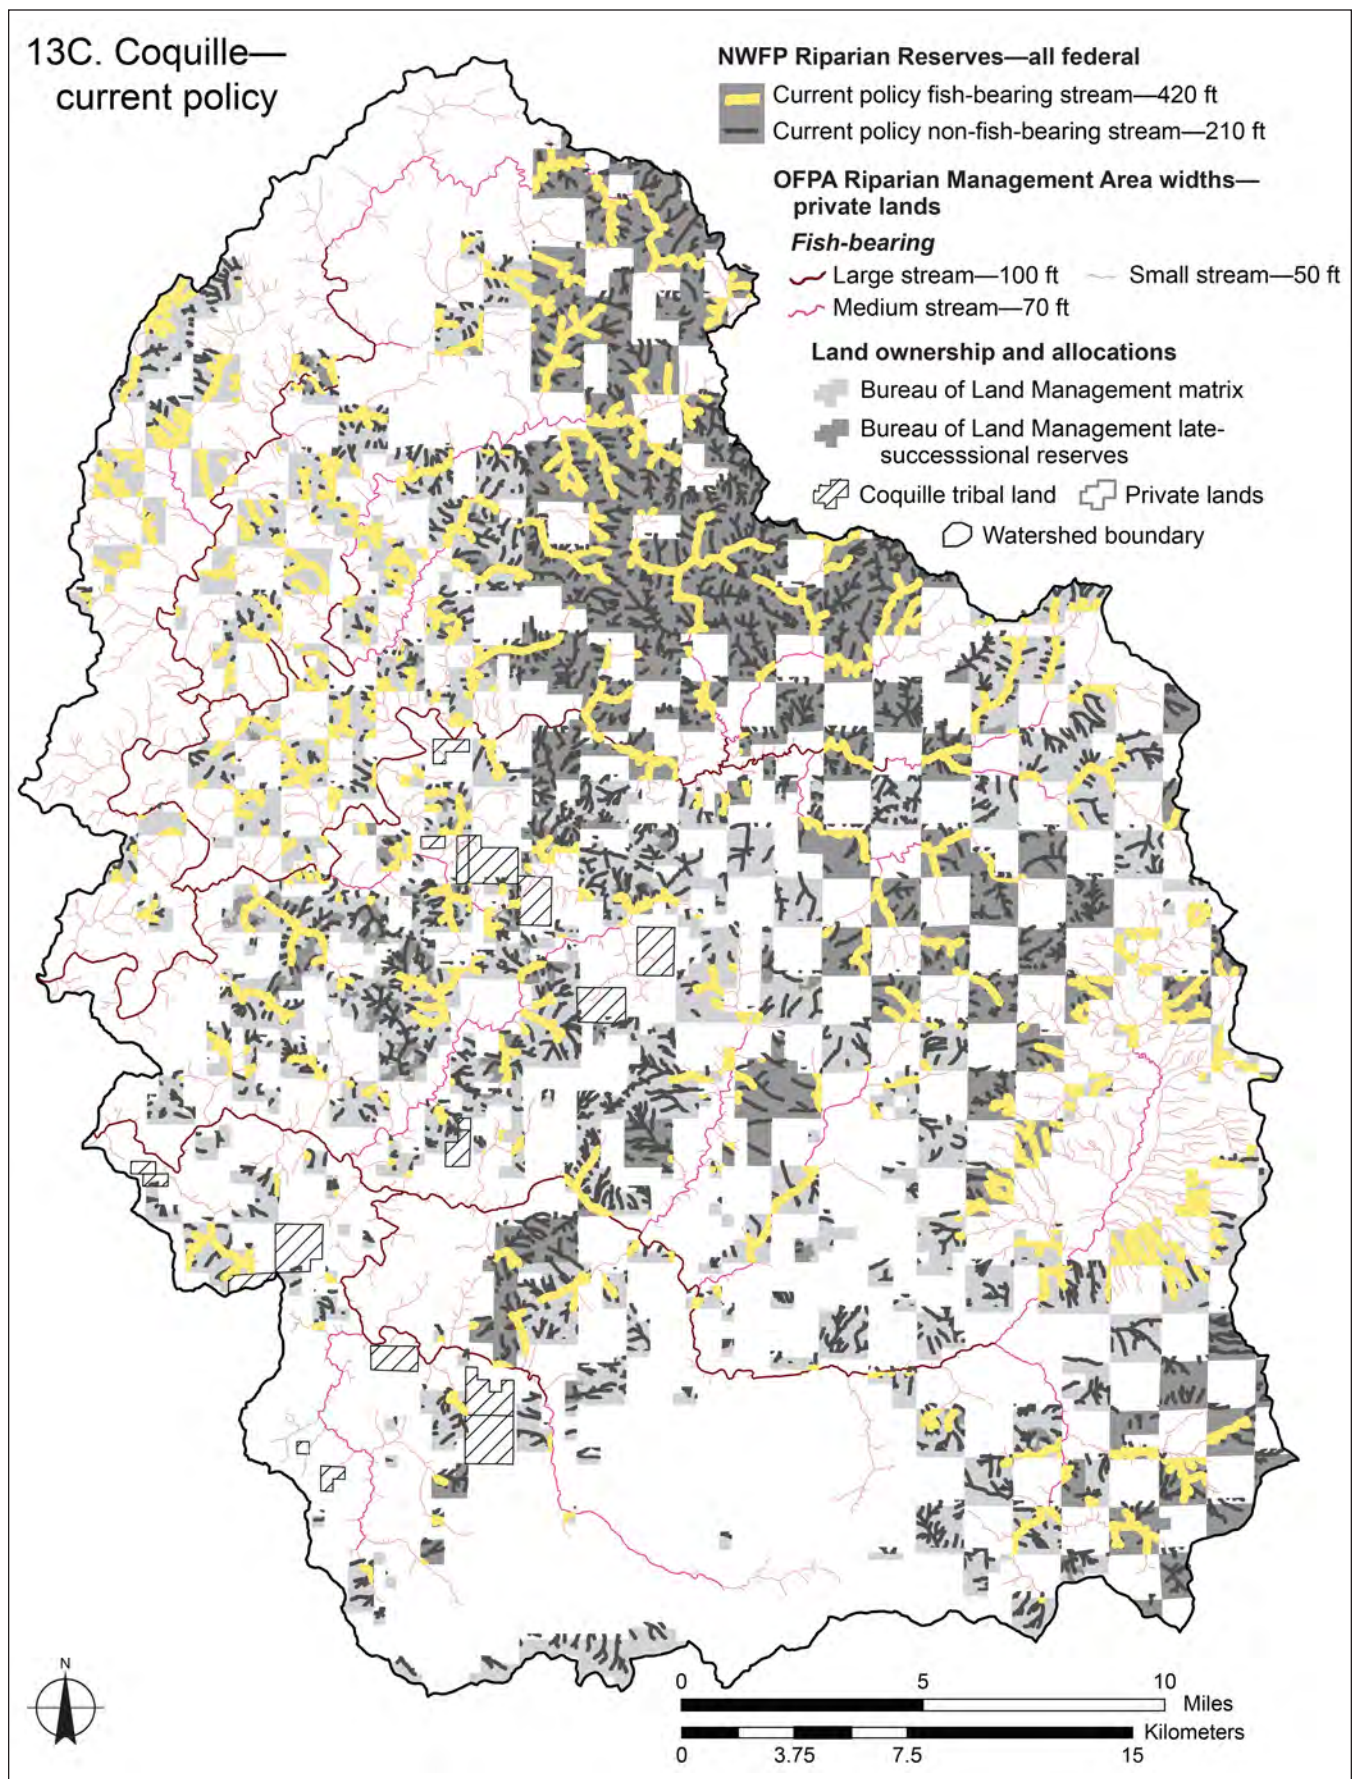 13C. Coquille—
current policy
NWFP Riparian Reserves—all federal
Current policy fish-bearing stream—420 ft
Current policy non-fish-bearing stream—210 ft
OFPA Riparian Management Area widths—
private lands
Fish-bearing
Large stream—100 ft
Small stream—50 ft
Medium stream—70 ft
Land ownership and allocations
Bureau of Land Management matrix
Bureau of Land Management late-
successsional reserves
Coquille tribal land
Private lands
Watershed boundary
N
0 5 10
Miles
Kilometers
0 3.75 7.5 15